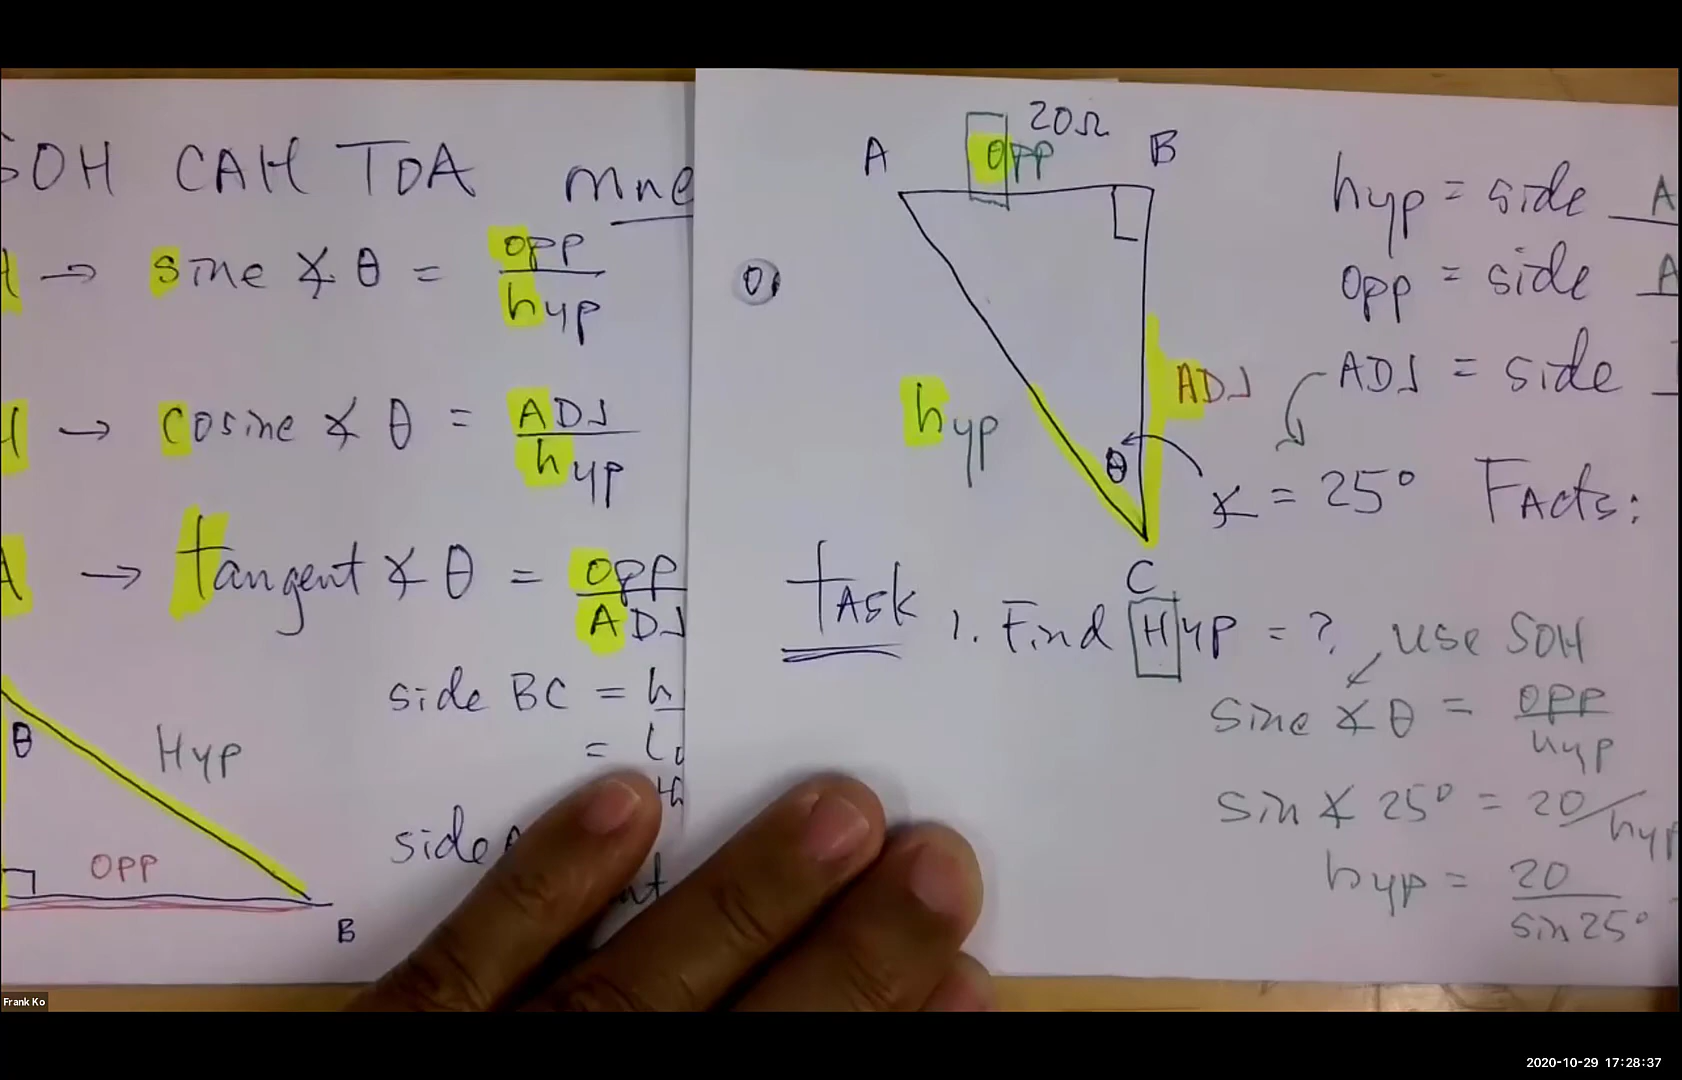 SOH CAH TOA mne
H → sine ∡ θ = opp
hyp
H → cosine ∡ θ = ADJ
hyp
A → tangent ∡ θ = opp
ADJ
side BC = h
=
side
θ
Hyp
OPP
B
20Ω
A opp B
hyp
ADJ
θ
C
∡ = 25° FActs:
hyp = side A
opp = side A
ADJ = side
TASK 1. Find Hyp = ? USE SOH
sine ∡ θ = OPP
hyp
sin ∡ 25° = 20/hyp
hyp = 20
sin 25°
Frank Ko
2020-10-29 17:28:37